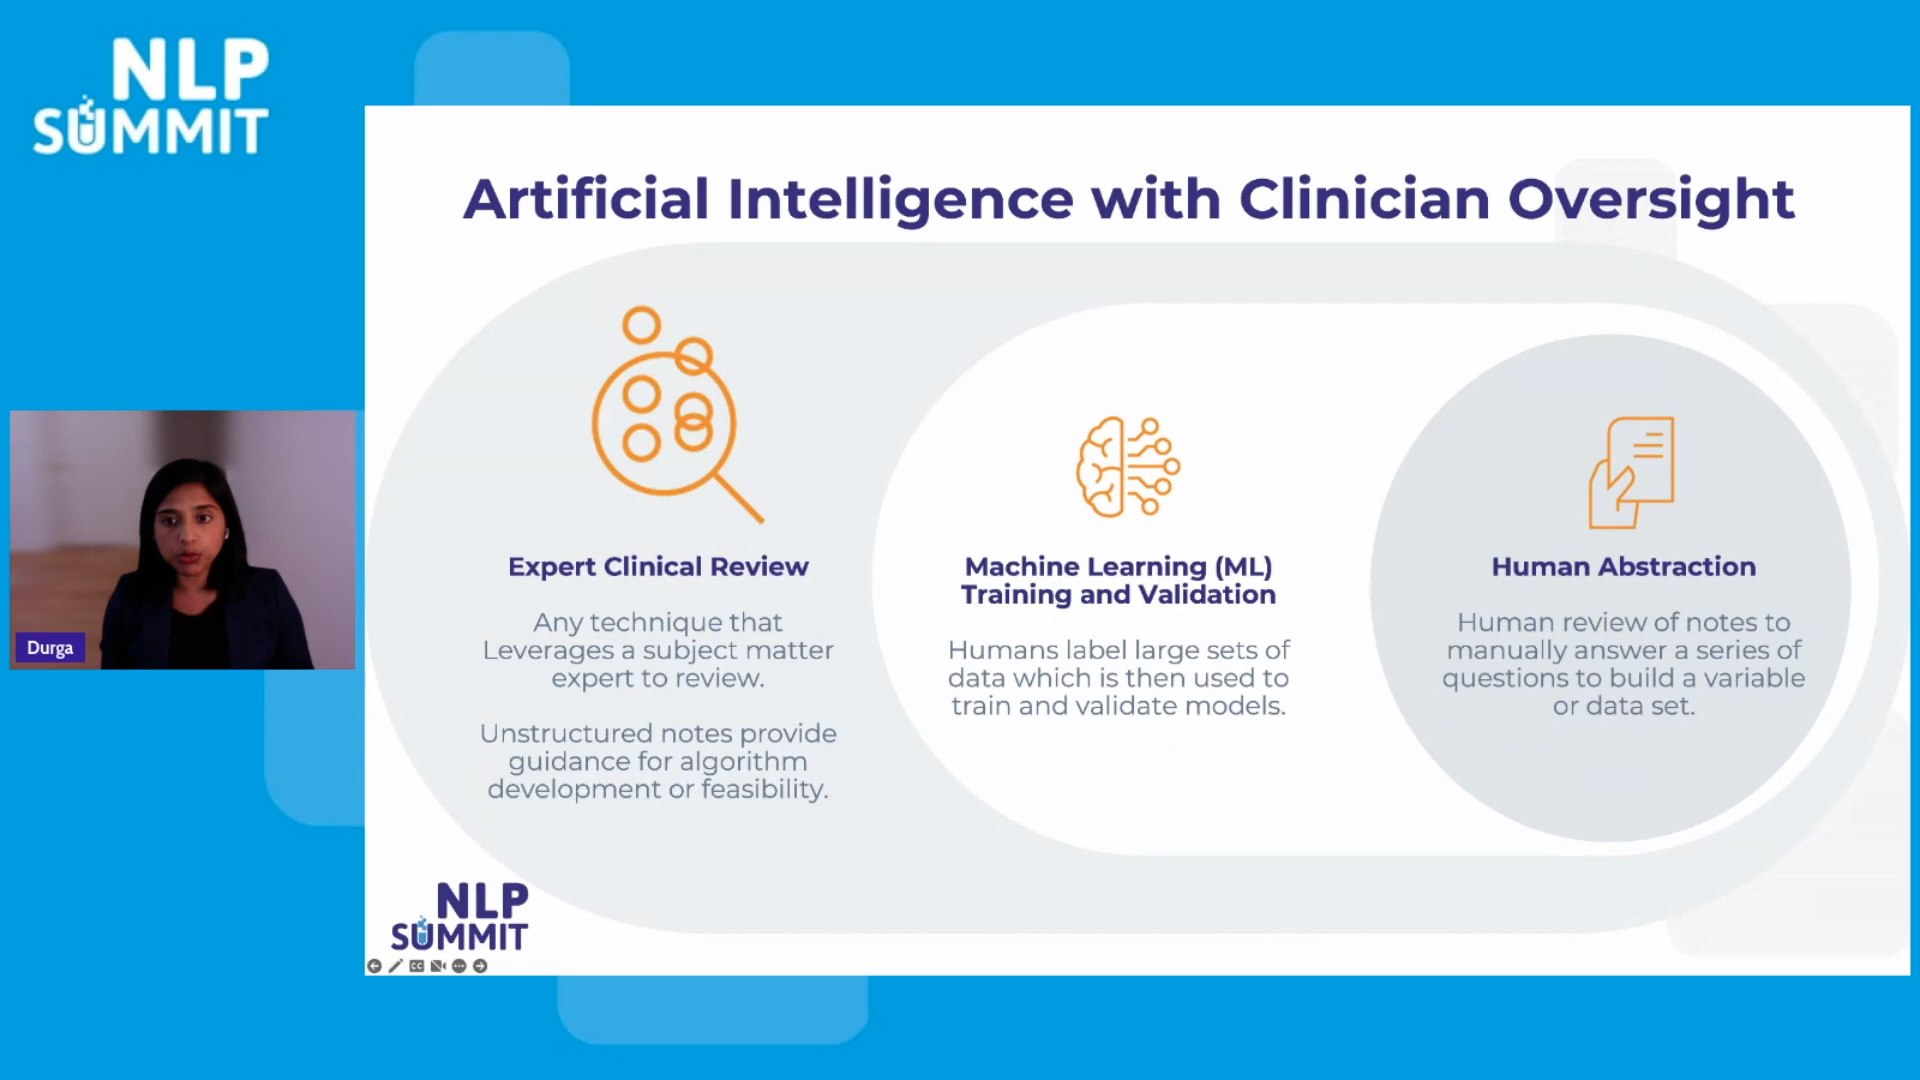 NLP
SUMMIT
Artificial Intelligence with Clinician Oversight
Expert Clinical Review
Any technique that
Leverages a subject matter
expert to review.
Unstructured notes provide
guidance for algorithm
development or feasibility.
Machine Learning (ML)
Training and Validation
Humans label large sets of
data which is then used to
train and validate models.
Human Abstraction
Human review of notes to
manually answer a series of
questions to build a variable
or data set.
Durga
NLP
SUMMIT
CC